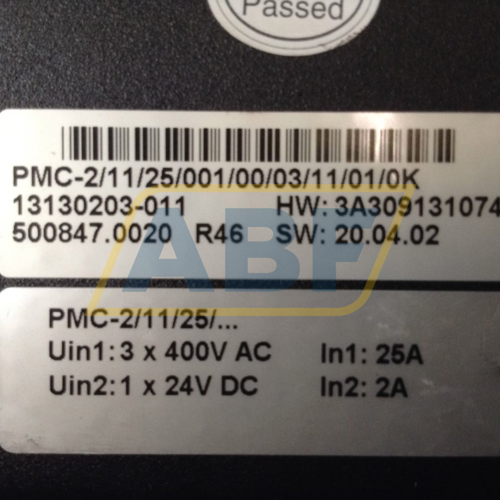 Passed
PMC-2/11/25/001/00/03/11/01/0K
13130203-011 HW: 3A309131074
500847.0020 R46 SW: 20.04.02
ABF
PMC-2/11/25/...
Uin1: 3 x 400V AC In1: 25A
Uin2: 1 x 24V DC In2: 2A